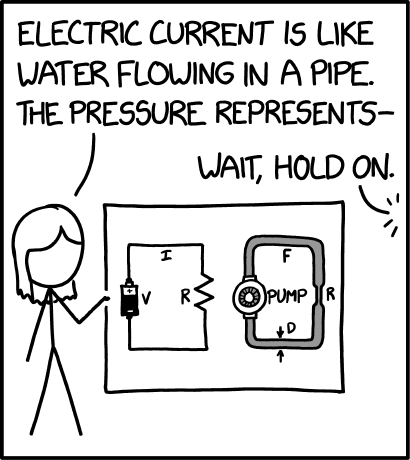 ELECTRIC CURRENT IS LIKE
WATER FLOWING IN A PIPE.
THE PRESSURE REPRESENTS—
WAIT, HOLD ON.
I
+
V
R
F
PUMP
R
D